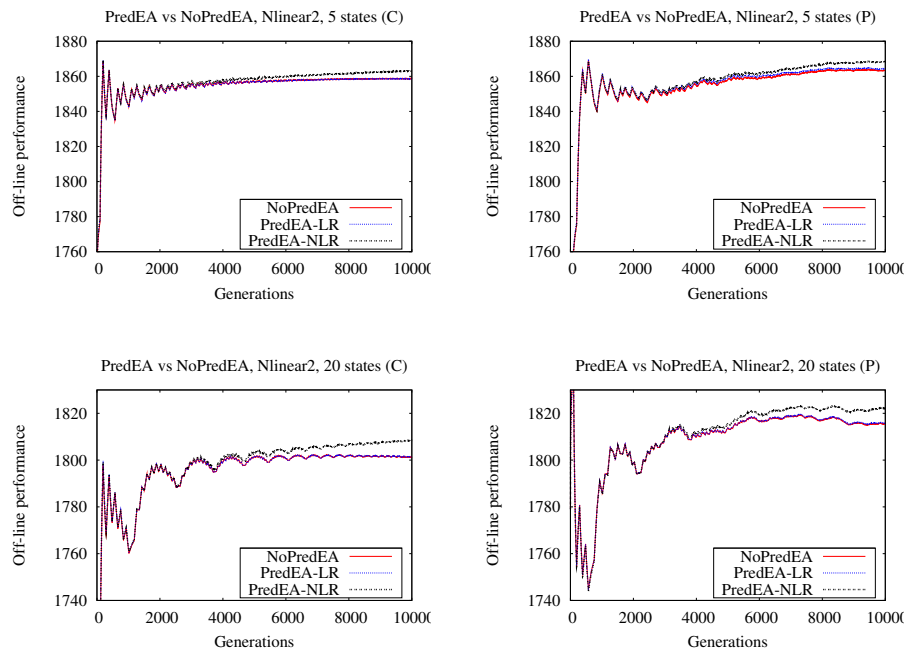 PredEA vs NoPredEA, Nlinear2, 5 states (C)
1880
1860
1840
1820
1800
1780
1760
0 2000 4000 6000 8000 10000
Off-line performance
Generations
NoPredEA
PredEA-LR
PredEA-NLR
PredEA vs NoPredEA, Nlinear2, 5 states (P)
1880
1860
1840
1820
1800
1780
1760
0 2000 4000 6000 8000 10000
Off-line performance
Generations
NoPredEA
PredEA-LR
PredEA-NLR
PredEA vs NoPredEA, Nlinear2, 20 states (C)
1820
1800
1780
1760
1740
0 2000 4000 6000 8000 10000
Off-line performance
Generations
NoPredEA
PredEA-LR
PredEA-NLR
PredEA vs NoPredEA, Nlinear2, 20 states (P)
1820
1800
1780
1760
1740
0 2000 4000 6000 8000 10000
Off-line performance
Generations
NoPredEA
PredEA-LR
PredEA-NLR